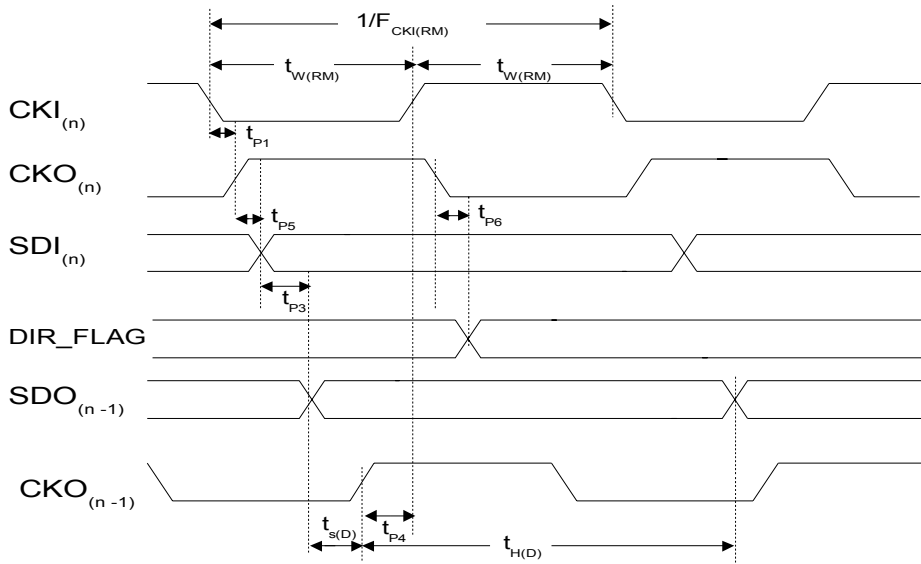 1/F_CKI(RM)
t_W(RM) t_W(RM)
CKI_(n)
t_P1
CKO_(n)
t_P5 t_P6
SDI_(n)
t_P3
DIR_FLAG
SDO_(n -1)
CKO_(n -1)
t_s(D) t_P4 t_H(D)